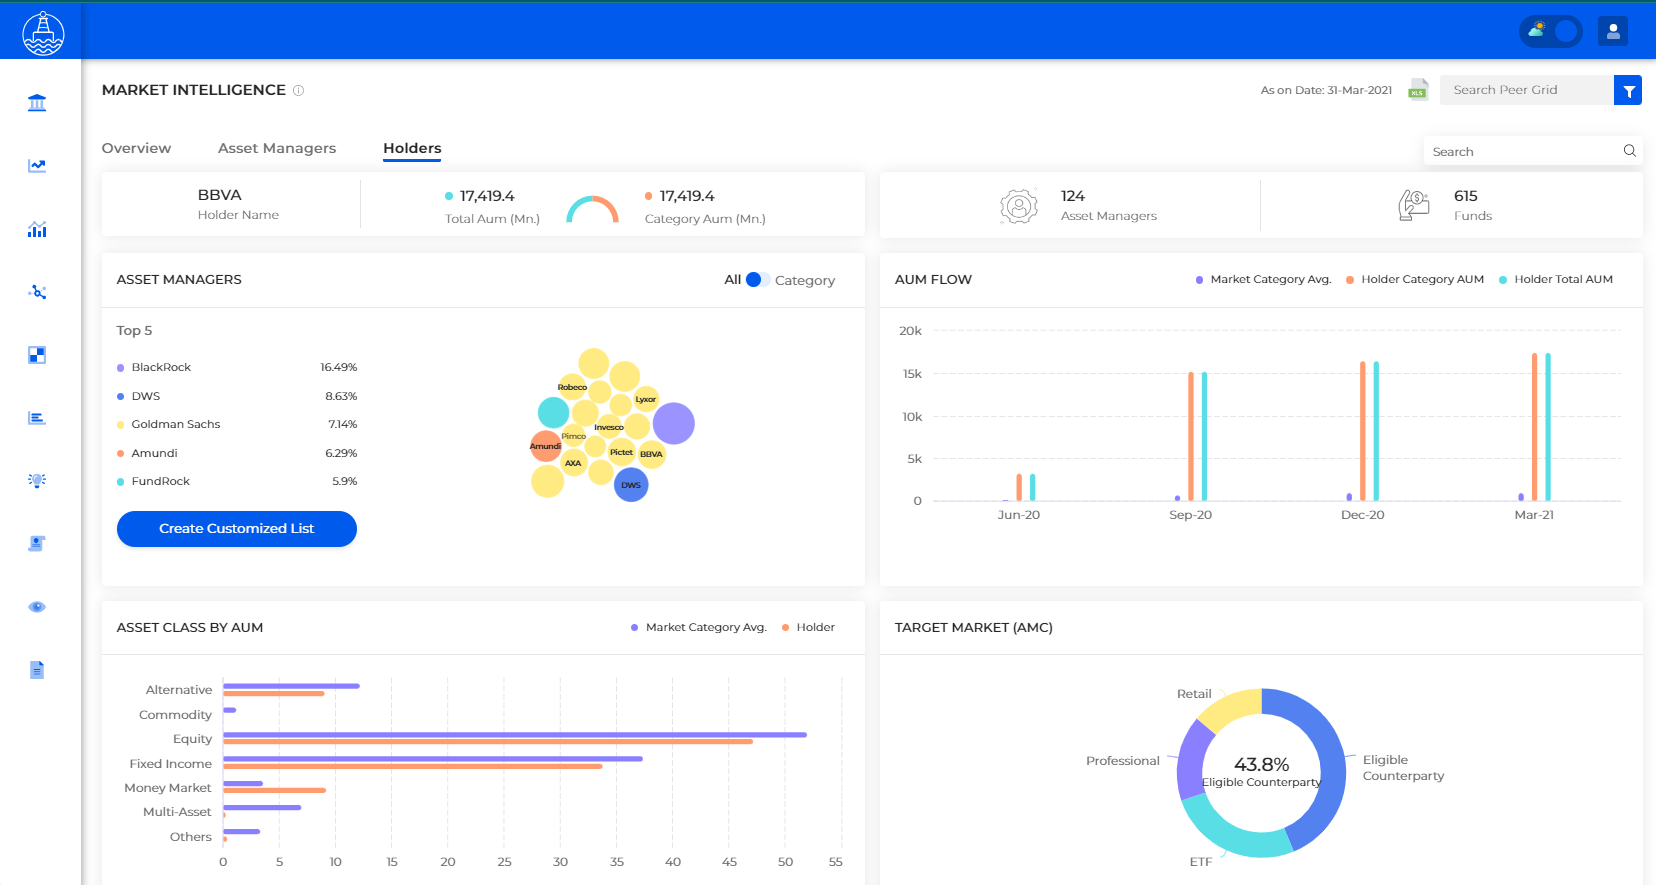 MARKET INTELLIGENCE
As on Date: 31-Mar-2021
XLS
Search Peer Grid
Overview
Asset Managers
Holders
Search
BBVA
Holder Name
17,419.4
Total Aum (Mn.)
17,419.4
Category Aum (Mn.)
124
Asset Managers
615
Funds
ASSET MANAGERS
All
Category
Top 5
BlackRock 16.49%
DWS 8.63%
Goldman Sachs 7.14%
Amundi 6.29%
FundRock 5.9%
Create Customized List
Robeco
Lyxor
Invesco
Pimco
Amundi
Pictet
BBVA
AXA
DWS
AUM FLOW
Market Category Avg.
Holder Category AUM
Holder Total AUM
20k
15k
10k
5k
0
Jun-20
Sep-20
Dec-20
Mar-21
ASSET CLASS BY AUM
Market Category Avg.
Holder
Alternative
Commodity
Equity
Fixed Income
Money Market
Multi-Asset
Others
0 5 10 15 20 25 30 35 40 45 50 55
TARGET MARKET (AMC)
Retail
Professional
43.8%
Eligible Counterparty
Eligible
Counterparty
ETF